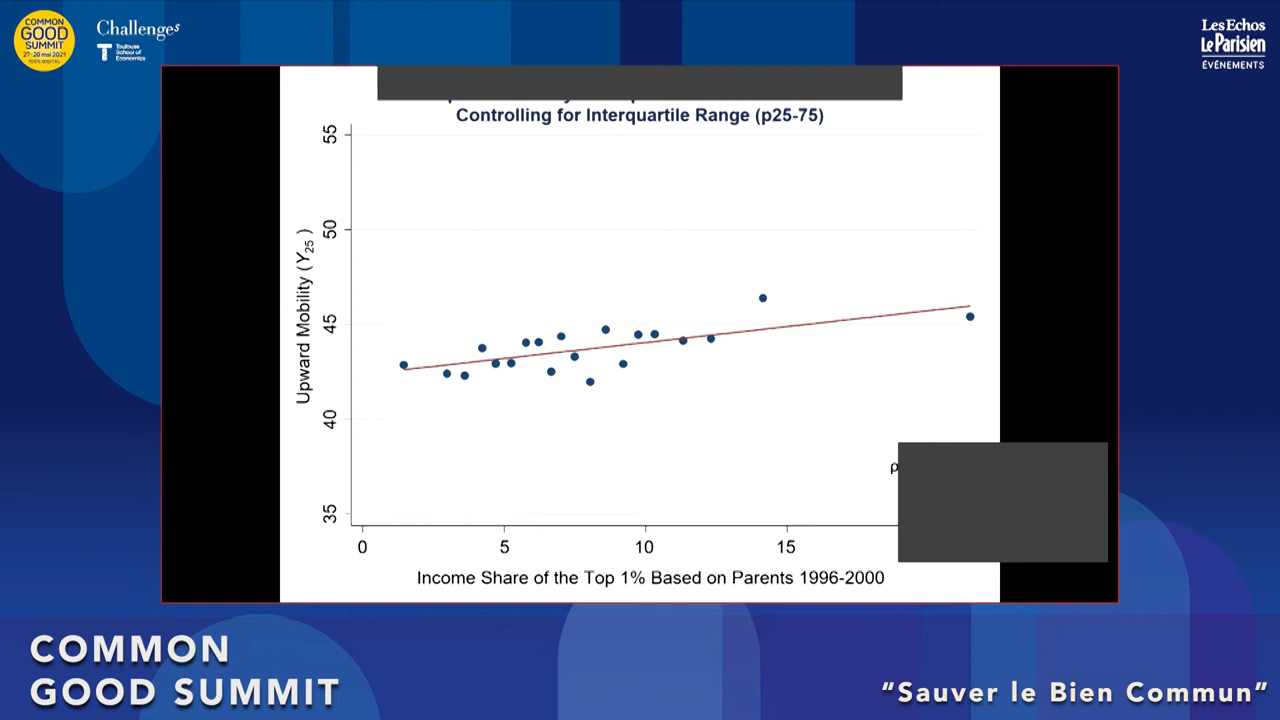 COMMON
GOOD
SUMMIT
27-28 mai 2021
100% DIGITAL
Challenges
Toulouse
School of
Economics
Les Echos
Le Parisien
ÉVÉNEMENTS
Controlling for Interquartile Range (p25-75)
Upward Mobility (Y25)
55
50
45
40
35
ρ
0
5
10
15
Income Share of the Top 1% Based on Parents 1996-2000
COMMON
GOOD SUMMIT
“Sauver le Bien Commun”